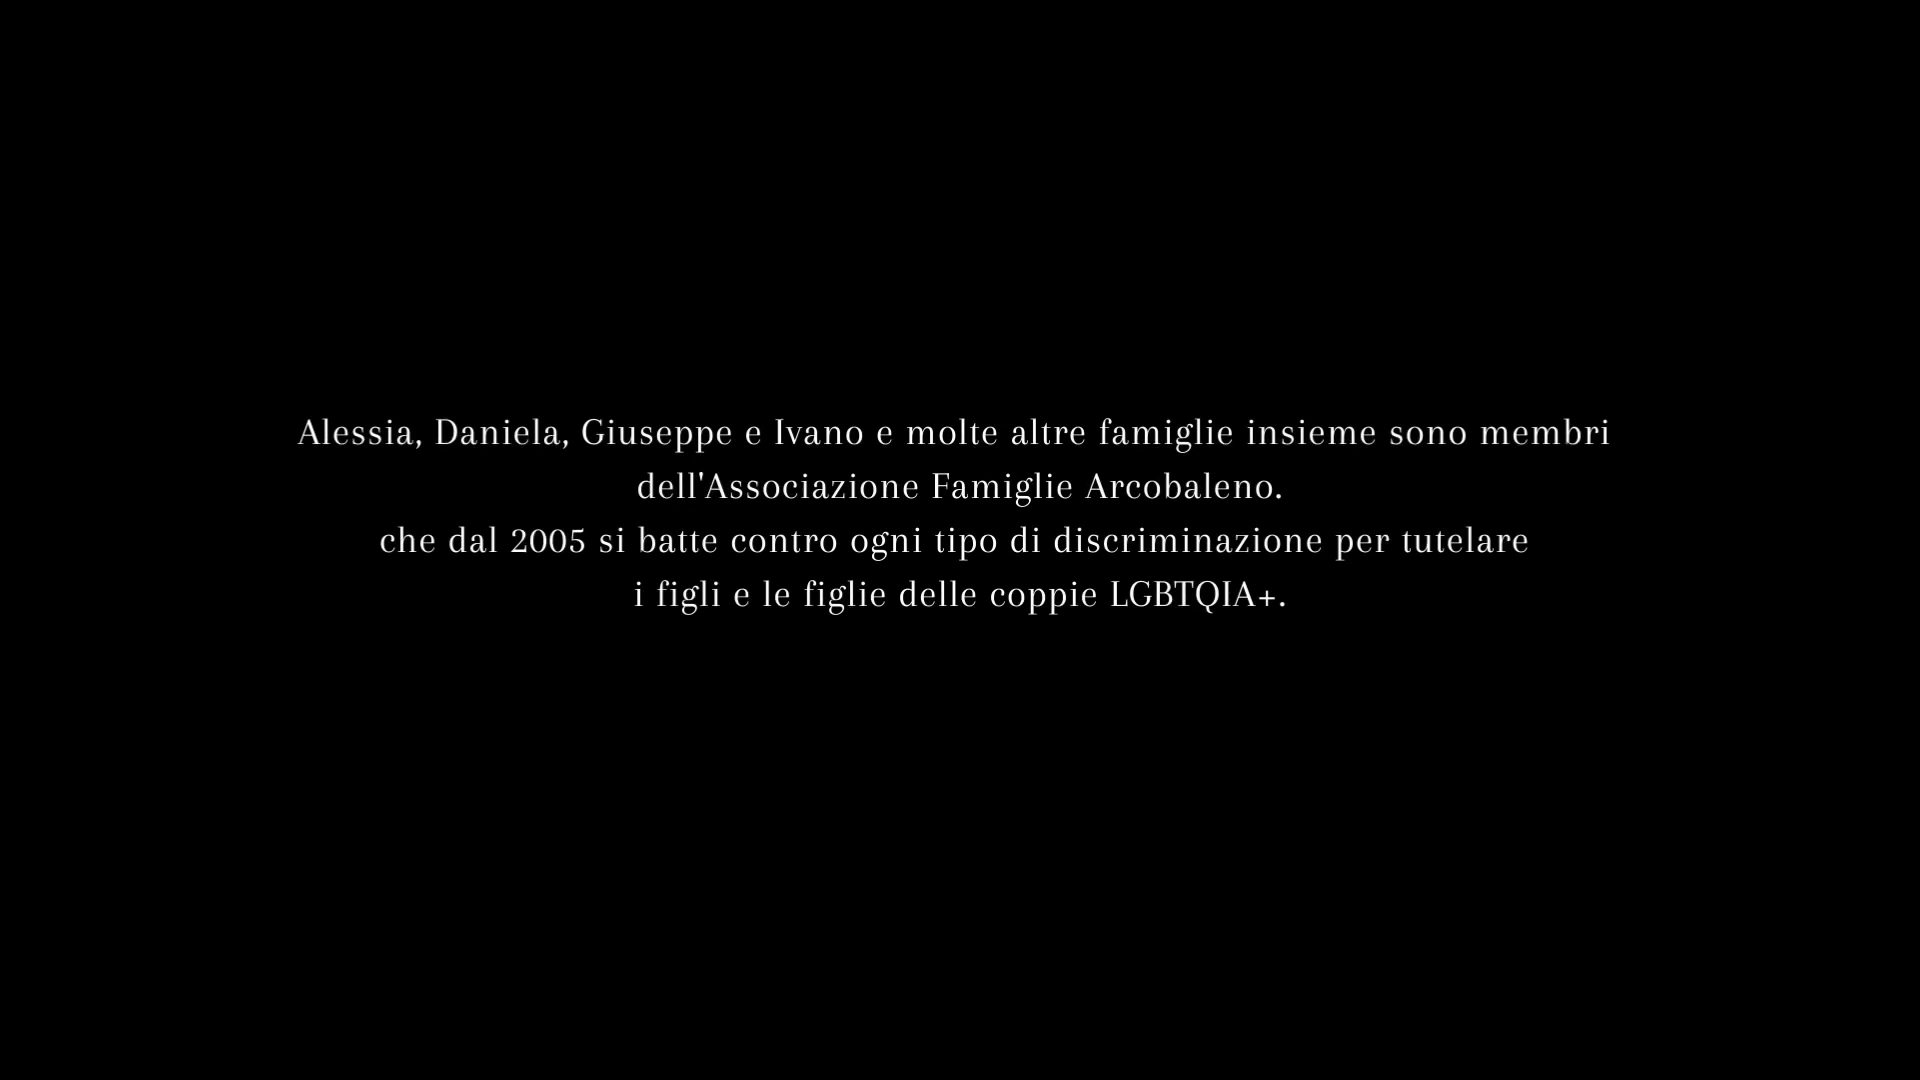 Alessia, Daniela, Giuseppe e Ivano e molte altre famiglie insieme sono membri
dell'Associazione Famiglie Arcobaleno.
che dal 2005 si batte contro ogni tipo di discriminazione per tutelare
i figli e le figlie delle coppie LGBTQIA+.